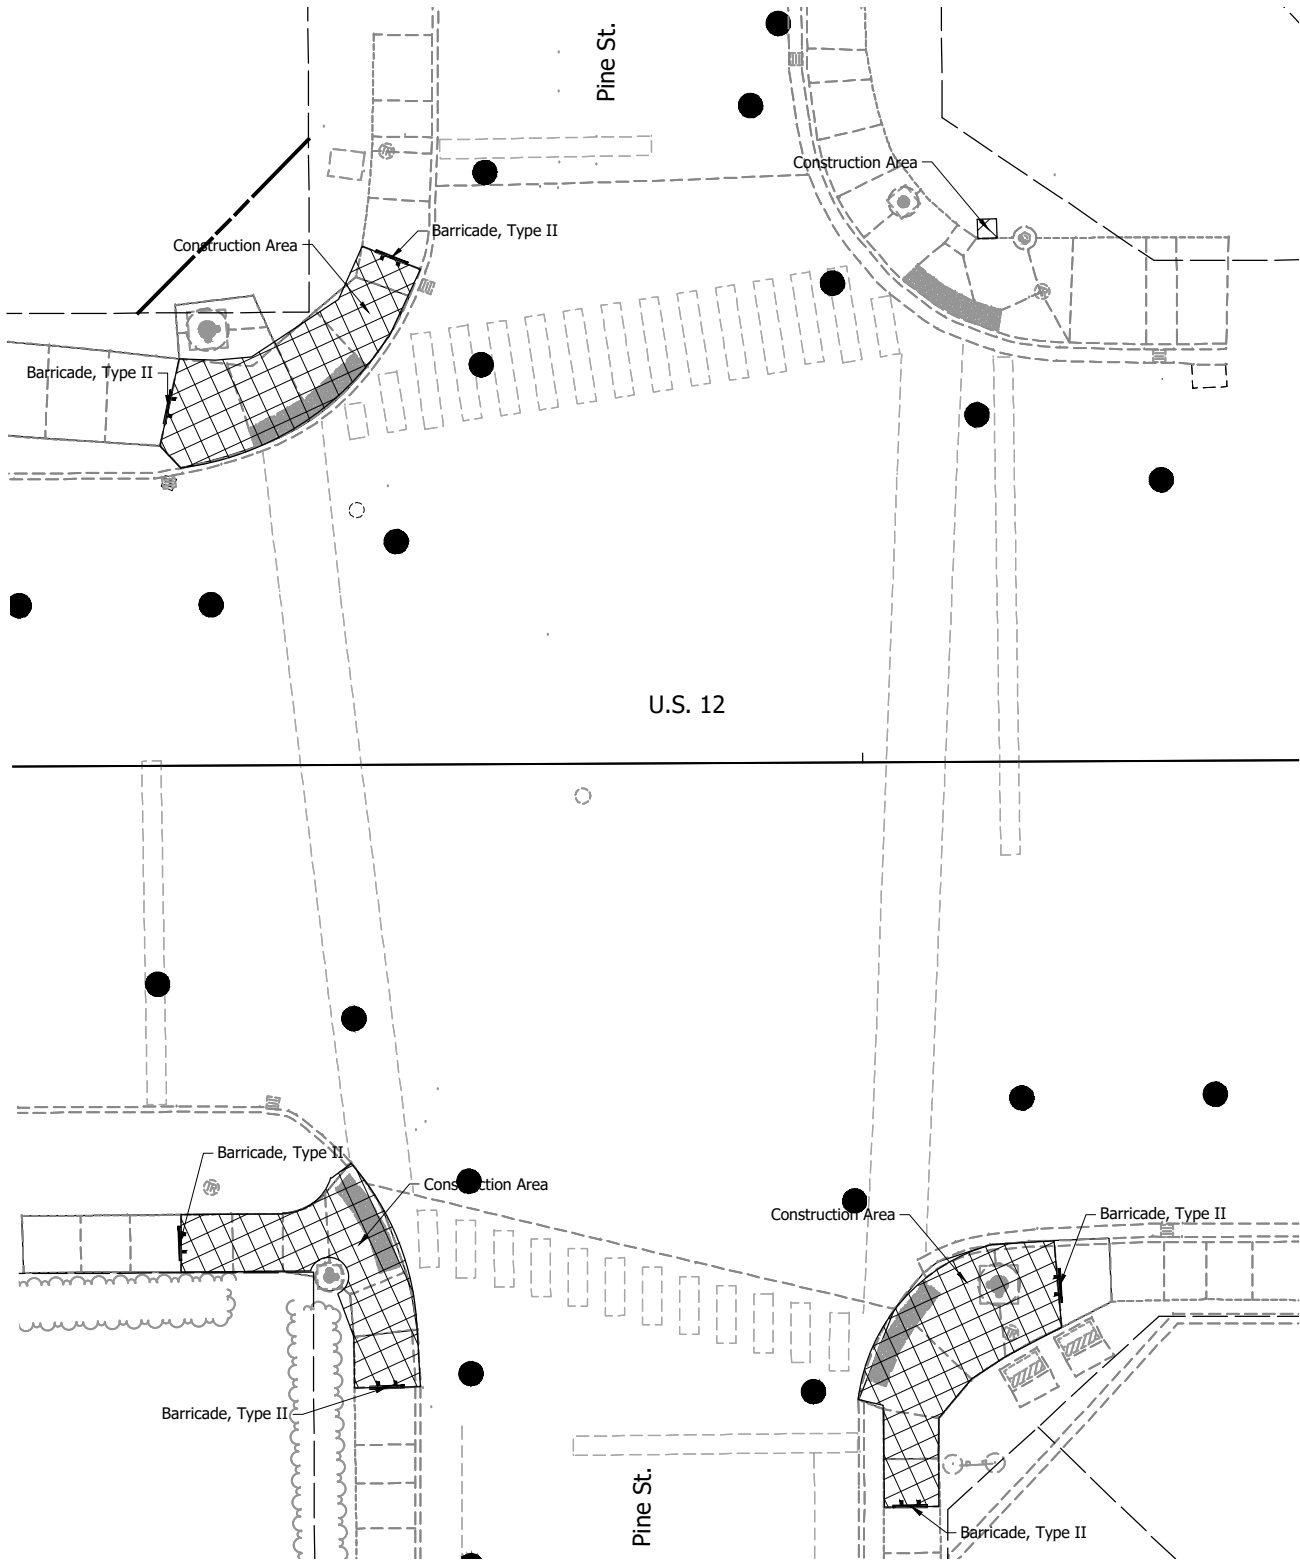 Pine St.
Construction Area
Barricade, Type II
Construction Area
Barricade, Type II
U.S. 12
Barricade, Type II
Construction Area
Construction Area
Barricade, Type II
Barricade, Type II
Pine St.
Barricade, Type II